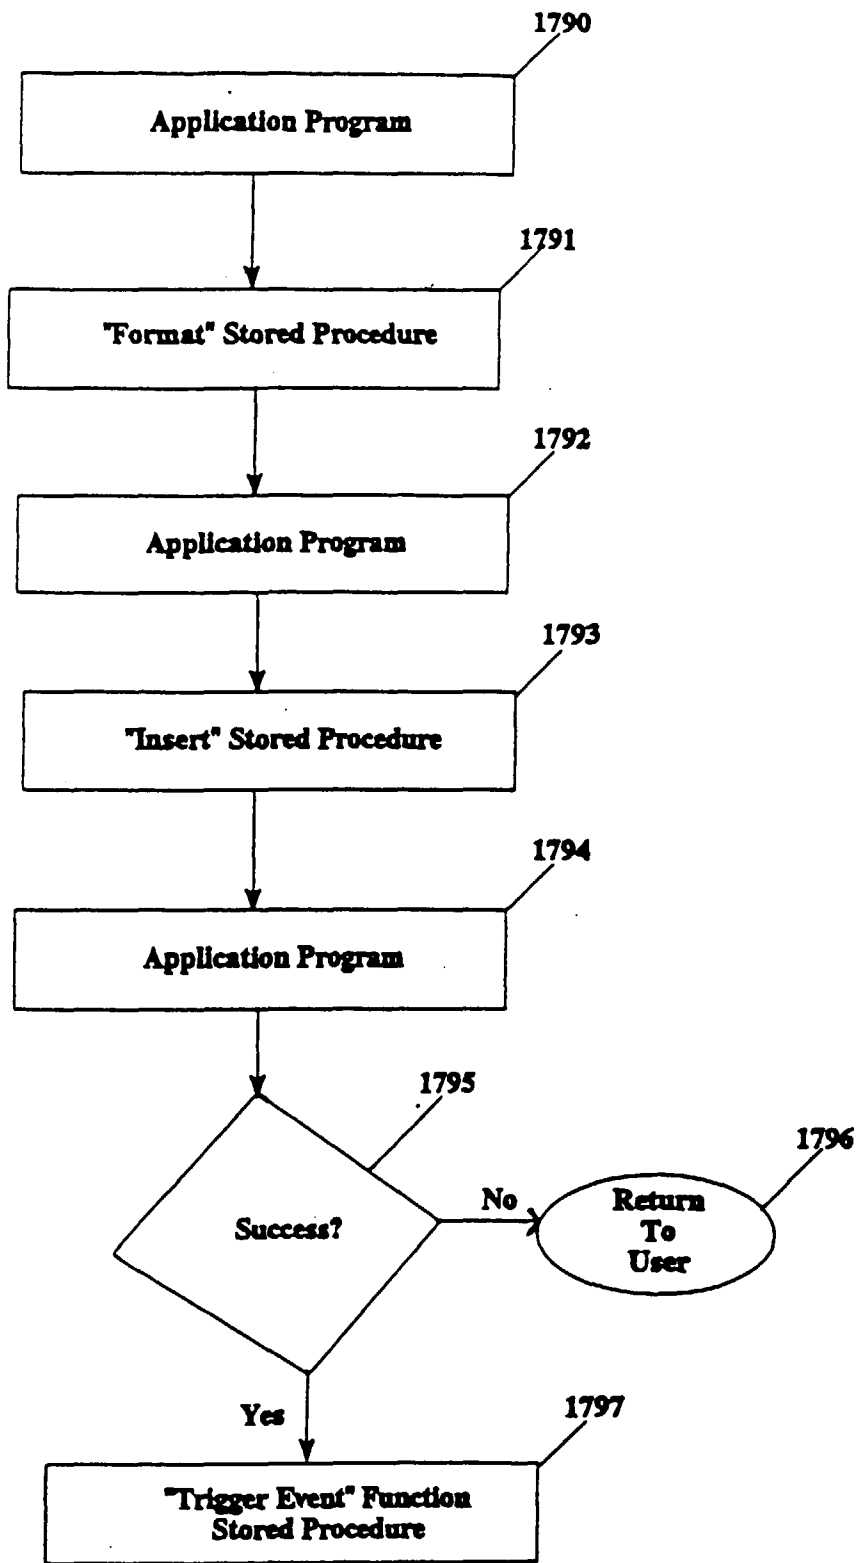 1790
Application Program
1791
"Format" Stored Procedure
1792
Application Program
1793
"Insert" Stored Procedure
1794
Application Program
1795
1796
Success?
No
Return
To
User
Yes
1797
"Trigger Event" Function
Stored Procedure